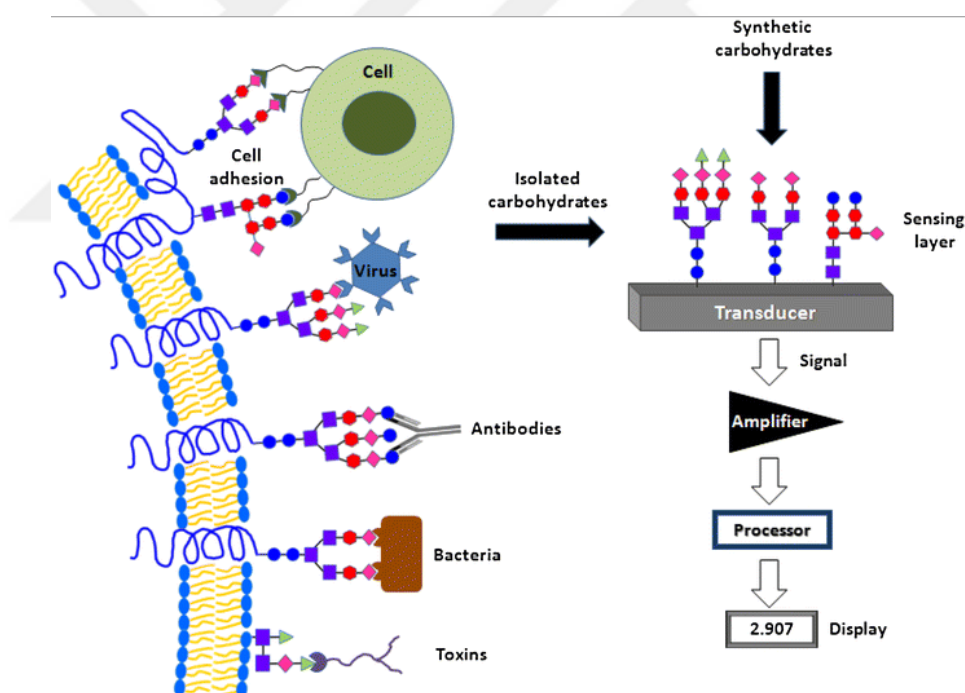 Cell
Cell
adhesion
Virus
Antibodies
Bacteria
Toxins
Isolated
carbohydrates
Synthetic
carbohydrates
Sensing
layer
Transducer
Signal
Amplifier
Processor
2.907
Display